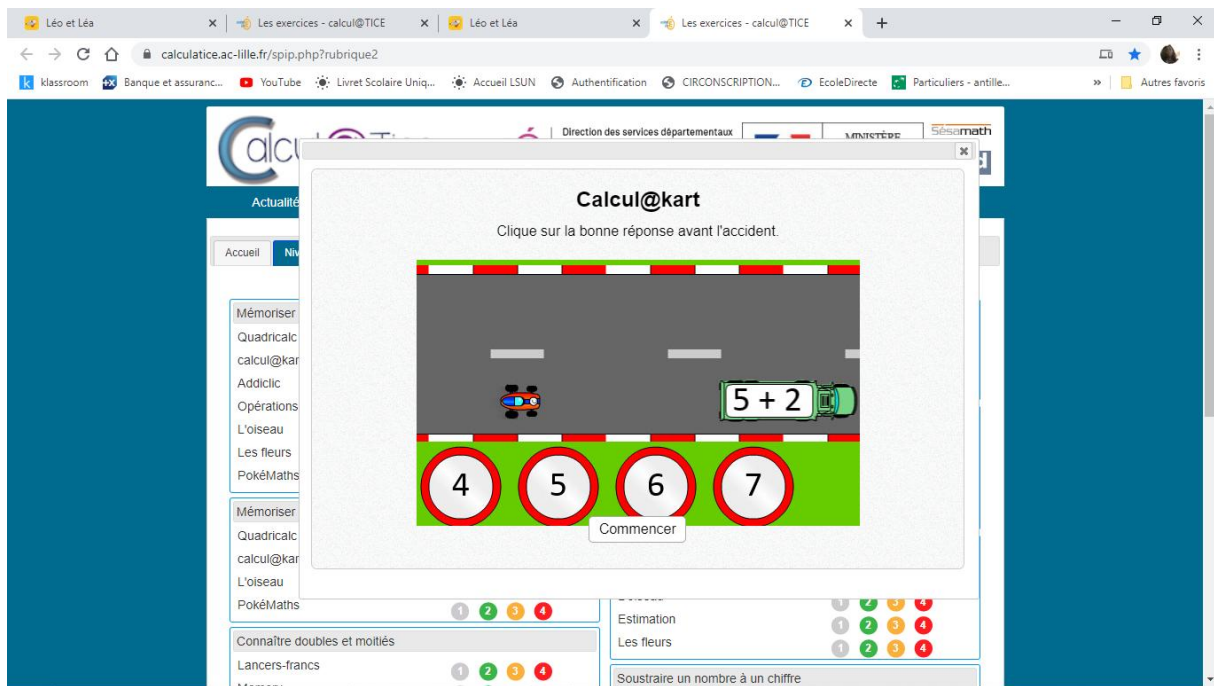 Léo et Léa
Les exercices - calcul@TICE
Léo et Léa
Les exercices - calcul@TICE
calculatice.ac-lille.fr/spip.php?rubrique2
klassroom
Banque et assuranc...
YouTube
Livret Scolaire Uniq...
Accueil LSUN
Authentification
CIRCONSCRIPTION...
EcoleDirecte
Particuliers - antille...
»
Autres favoris
Direction des services départementaux
MINISTÈRE
Sésamath
Actualité
Calcul@kart
Clique sur la bonne réponse avant l'accident.
5 + 2
4 5 6 7
Commencer
Accueil
Niv
Mémoriser
Quadricalc
calcul@kar
Addiclic
Opérations
L'oiseau
Les fleurs
PokéMaths
Mémoriser
Quadricalc
calcul@kar
L'oiseau
PokéMaths 1 2 3 4
Connaître doubles et moitiés
Lancers-francs 1 2 3 4
1 2 3 4
Estimation 1 2 3 4
Les fleurs 1 2 3 4
Soustraire un nombre à un chiffre